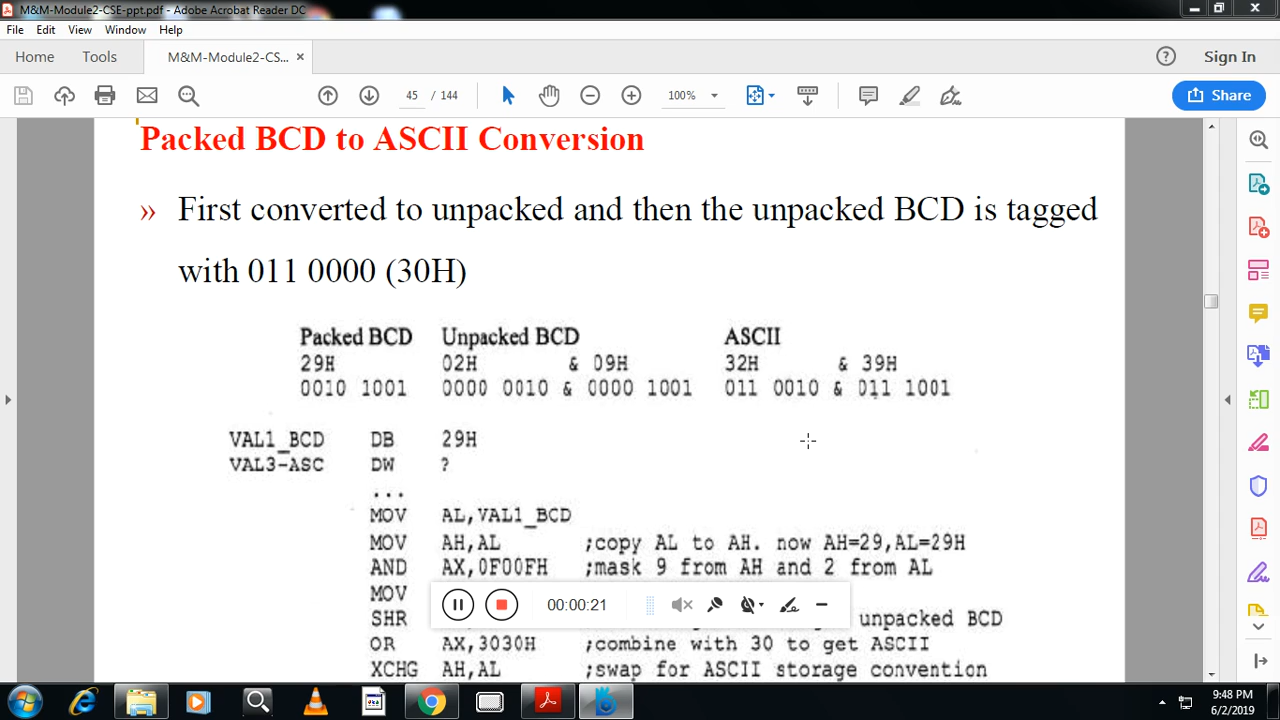 M&M-Module2-CSE-ppt.pdf - Adobe Acrobat Reader DC
File Edit View Window Help
Home Tools M&M-Module2-CS... × Sign In
45 / 144 100% Share
Packed BCD to ASCII Conversion
» First converted to unpacked and then the unpacked BCD is tagged
with 011 0000 (30H)
Packed BCD Unpacked BCD ASCII
29H 02H & 09H 32H & 39H
0010 1001 0000 0010 & 0000 1001 011 0010 & 011 1001
VAL1_BCD DB 29H
VAL3-ASC DW ?
...
MOV AL,VAL1_BCD
MOV AH,AL ;copy AL to AH. now AH=29,AL=29H
AND AX,0F00FH ;mask 9 from AH and 2 from AL
MOV
00:00:21
SHR unpacked BCD
OR AX,3030H ;combine with 30 to get ASCII
XCHG AH,AL ;swap for ASCII storage convention
9:48 PM
6/2/2019